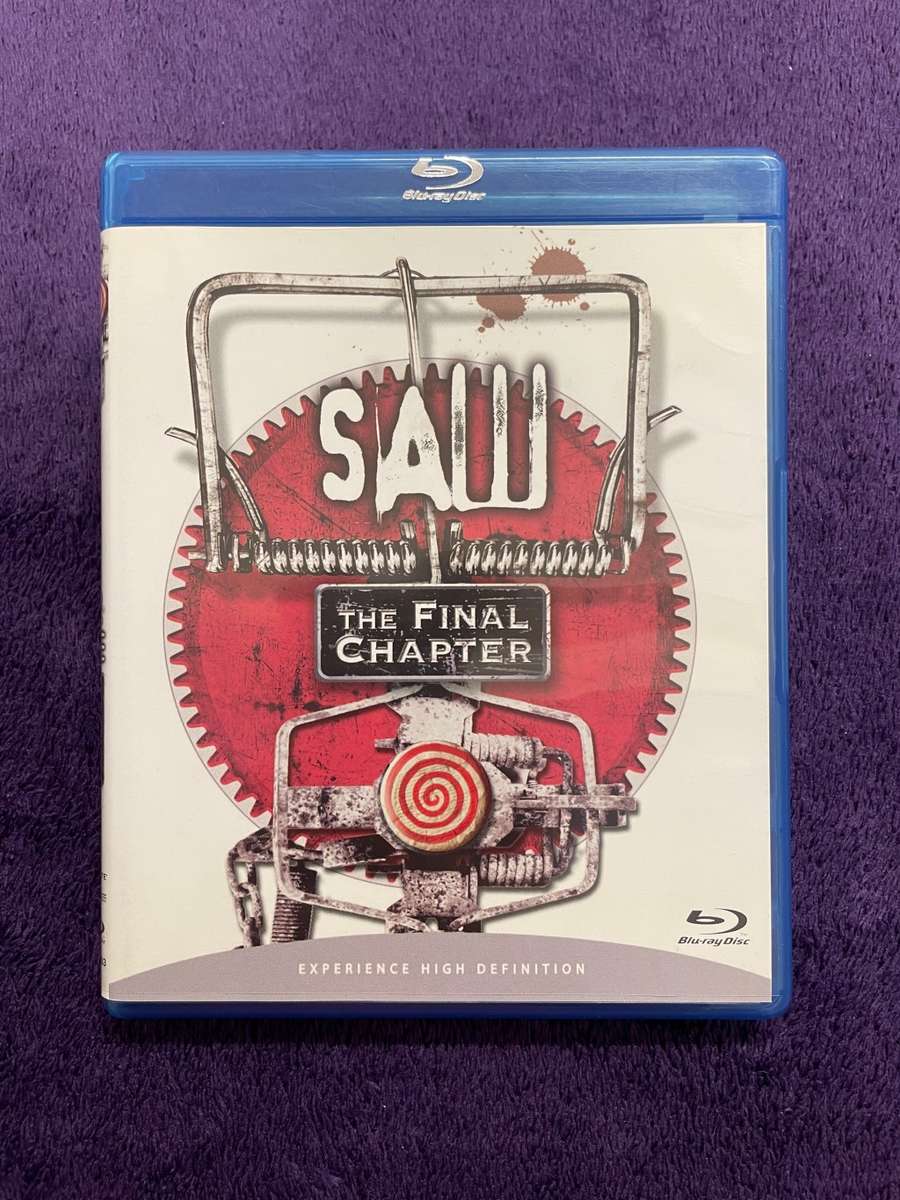 Blu-ray Disc
SAW
THE FINAL
CHAPTER
Blu-ray Disc
EXPERIENCE HIGH DEFINITION